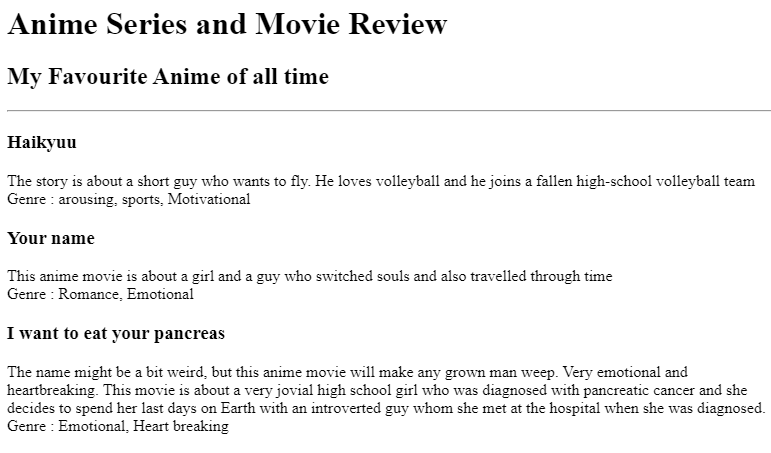 Anime Series and Movie Review
My Favourite Anime of all time
Haikyuu
The story is about a short guy who wants to fly. He loves volleyball and he joins a fallen high-school volleyball team
Genre : arousing, sports, Motivational
Your name
This anime movie is about a girl and a guy who switched souls and also travelled through time
Genre : Romance, Emotional
I want to eat your pancreas
The name might be a bit weird, but this anime movie will make any grown man weep. Very emotional and
heartbreaking. This movie is about a very jovial high school girl who was diagnosed with pancreatic cancer and she
decides to spend her last days on Earth with an introverted guy whom she met at the hospital when she was diagnosed.
Genre : Emotional, Heart breaking